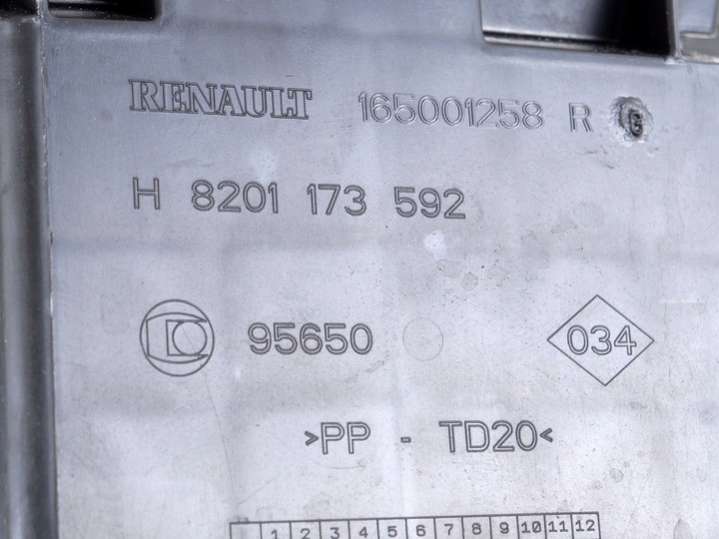 RENAULT 165001258 R
H 8201 173 592
95650 034
>PP - TD20<
1 2 3 4 5 6 7 8 9 10 11 12